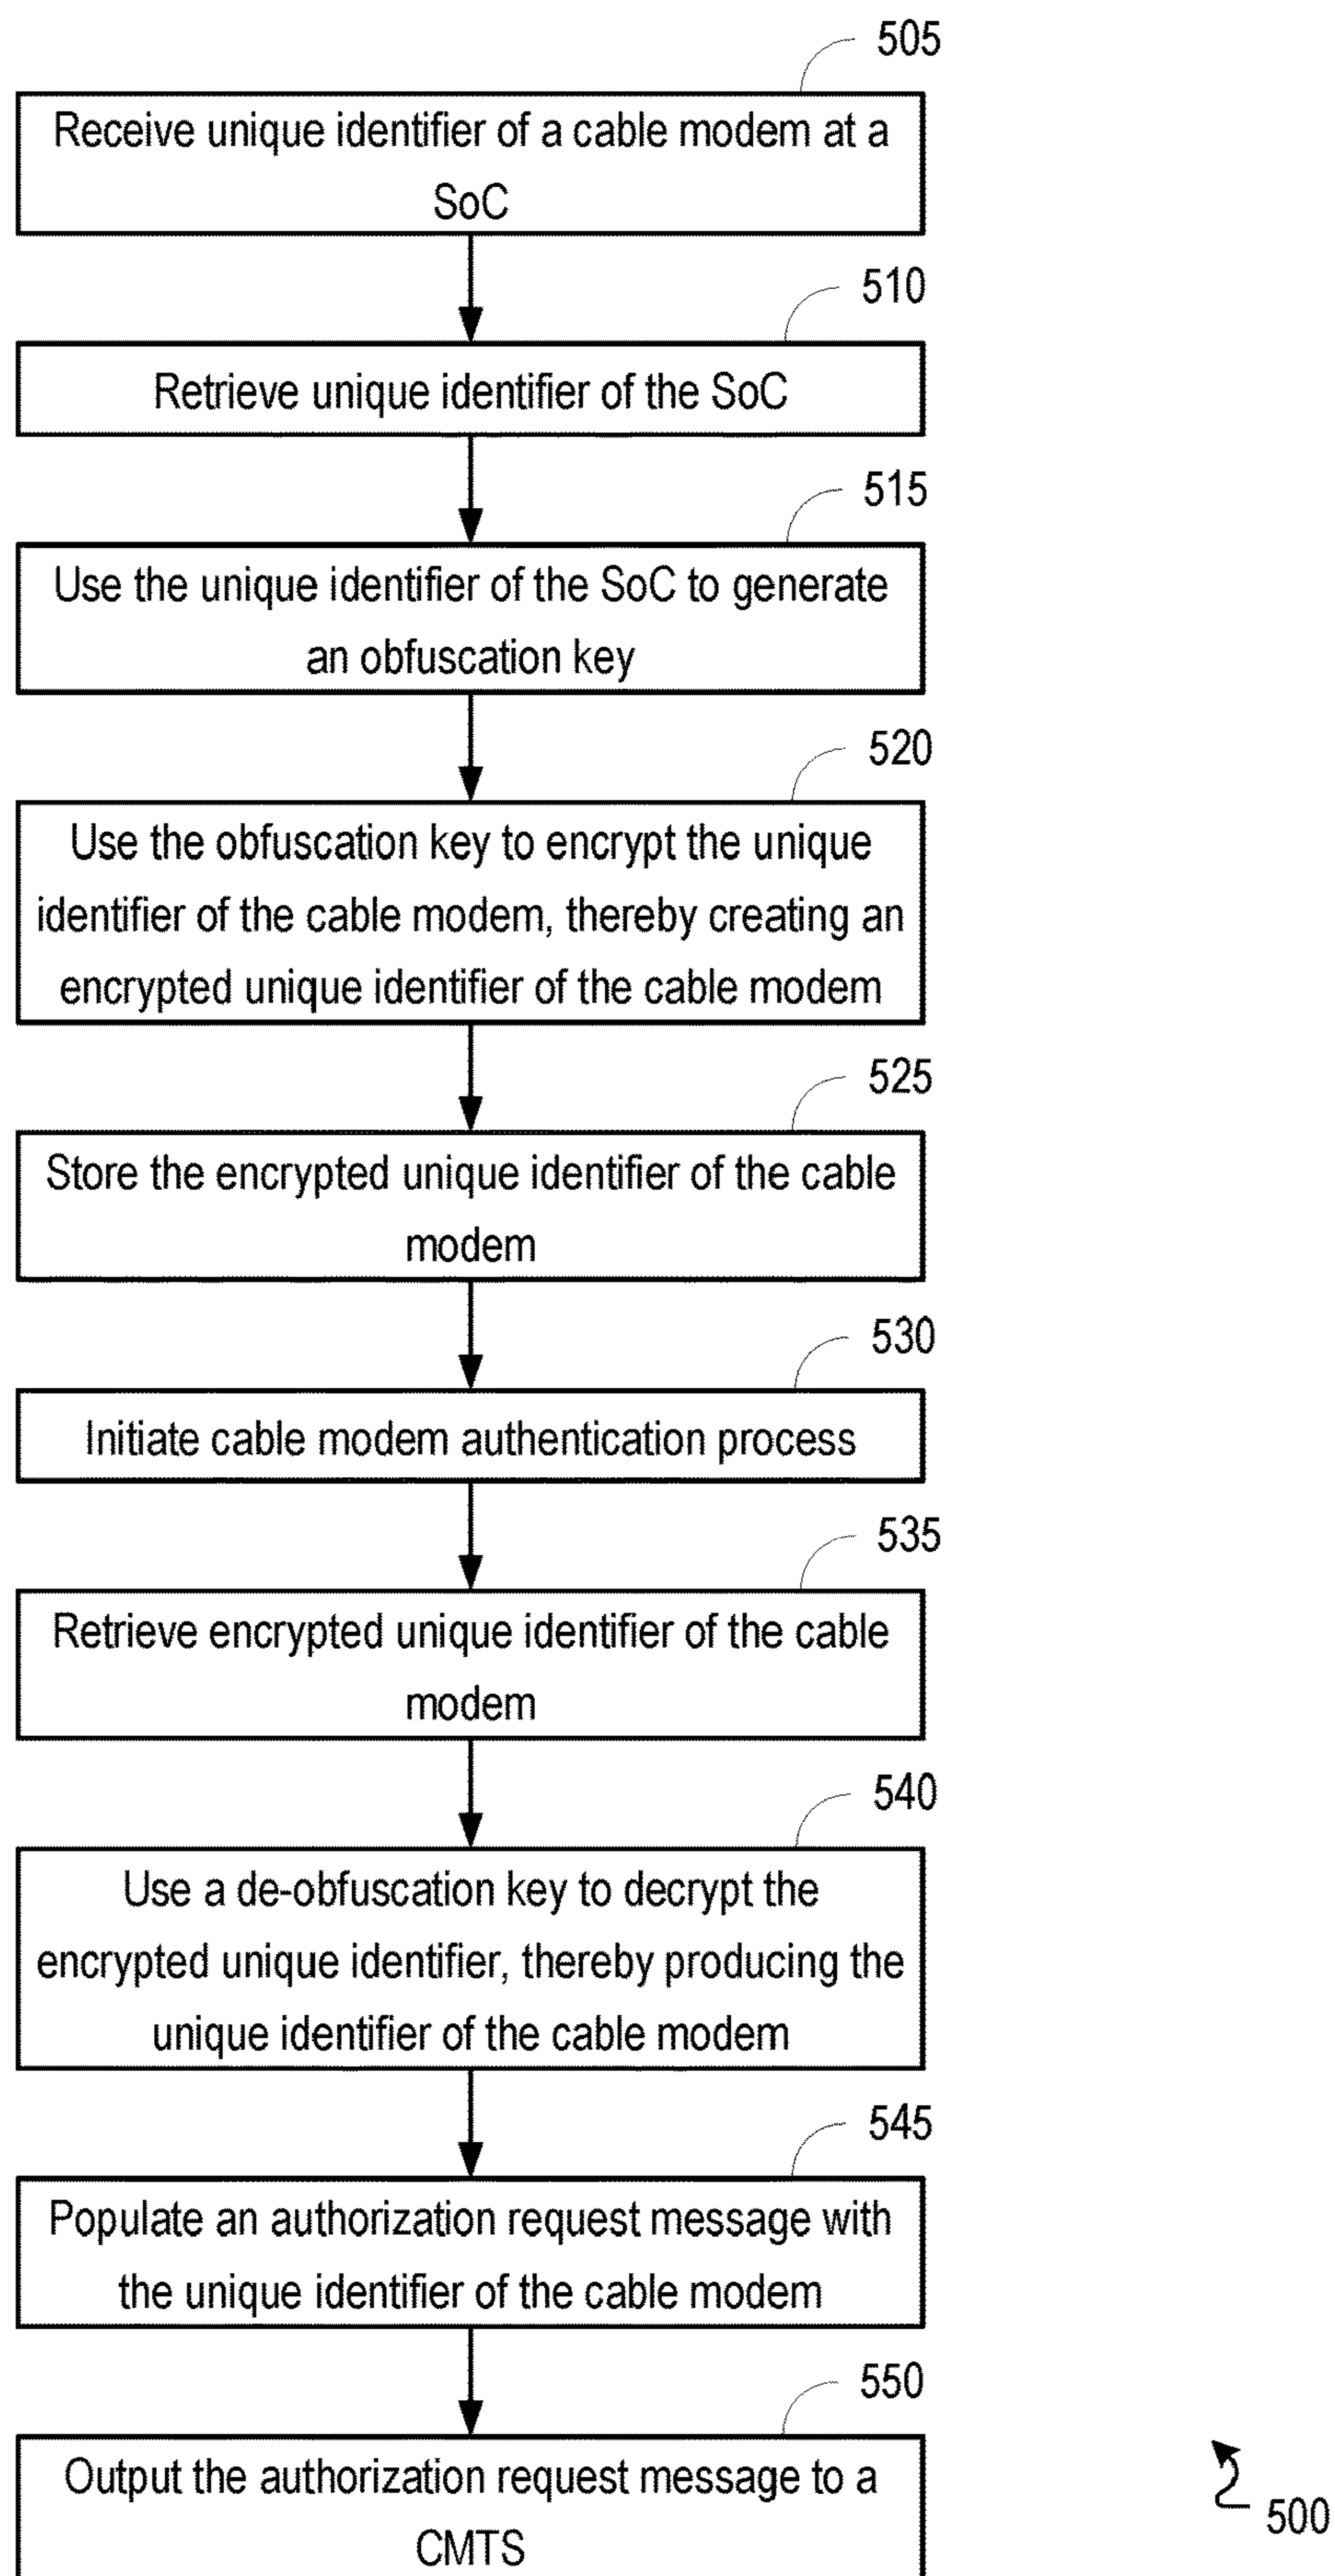 505
Receive unique identifier of a cable modem at a
SoC
510
Retrieve unique identifier of the SoC
515
Use the unique identifier of the SoC to generate
an obfuscation key
520
Use the obfuscation key to encrypt the unique
identifier of the cable modem, thereby creating an
encrypted unique identifier of the cable modem
525
Store the encrypted unique identifier of the cable
modem
530
Initiate cable modem authentication process
535
Retrieve encrypted unique identifier of the cable
modem
540
Use a de-obfuscation key to decrypt the
encrypted unique identifier, thereby producing the
unique identifier of the cable modem
545
Populate an authorization request message with
the unique identifier of the cable modem
550
Output the authorization request message to a
CMTS
500